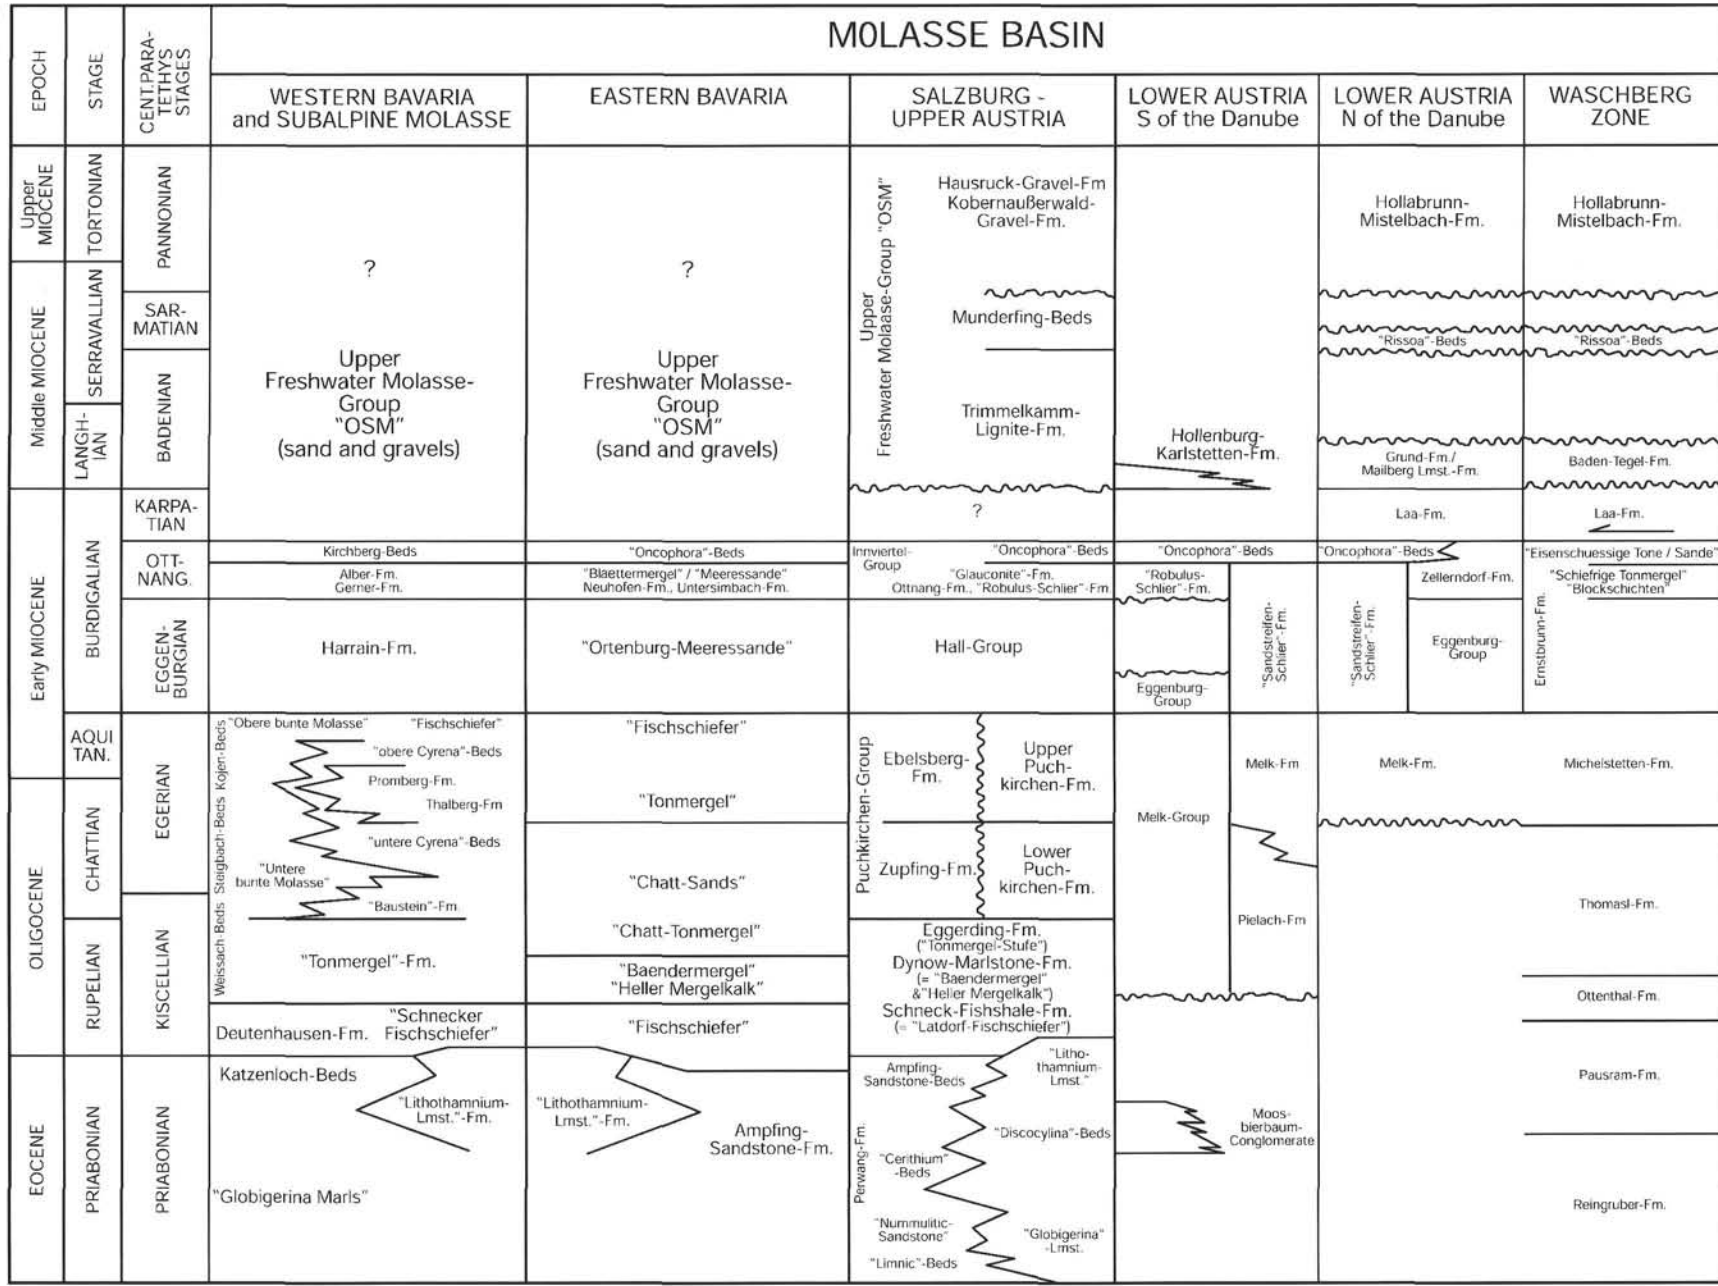 MOLASSE BASIN
EPOCH
STAGE
CENT.PARA-
TETHYS
STAGES
WESTERN BAVARIA
and SUBALPINE MOLASSE
EASTERN BAVARIA
SALZBURG -
UPPER AUSTRIA
LOWER AUSTRIA
S of the Danube
LOWER AUSTRIA
N of the Danube
WASCHBERG
ZONE
Upper
MIOCENE
Middle MIOCENE
Early MIOCENE
OLIGOCENE
EOCENE
TORTONIAN
SERRAVALLIAN
LANGH-
IAN
BURDIGALIAN
AQUI
TAN.
CHATTIAN
RUPELIAN
PRIABONIAN
PANNONIAN
SAR-
MATIAN
BADENIAN
KARPA-
TIAN
OTT-
NANG.
EGGEN-
BURGIAN
EGERIAN
KISCELLIAN
PRIABONIAN
?
Upper
Freshwater Molasse-
Group
"OSM"
(sand and gravels)
Kirchberg-Beds
Alber-Fm.
Gerner-Fm.
Harrain-Fm.
Weissach-Beds Steigbach-Beds Kojen-Beds
"Obere bunte Molasse"
"Fischschiefer"
"obere Cyrena"-Beds
Promberg-Fm.
Thalberg-Fm
"untere Cyrena"-Beds
"Untere
bunte Molasse"
"Baustein"-Fm.
"Tonmergel"-Fm.
Deutenhausen-Fm.
"Schnecker
Fischschiefer"
Katzenloch-Beds
"Lithothamnium-
Lmst."-Fm.
"Globigerina Marls"
?
Upper
Freshwater Molasse-
Group
"OSM"
(sand and gravels)
"Oncophora"-Beds
"Blaettermergel" / "Meeressande"
Neuhofen-Fm., Untersimbach-Fm.
"Ortenburg-Meeressande"
"Fischschiefer"
"Tonmergel"
"Chatt-Sands"
"Chatt-Tonmergel"
"Baendermergel"
"Heller Mergelkalk"
"Fischschiefer"
"Lithothamnium-
Lmst."-Fm.
Ampfing-
Sandstone-Fm.
Upper
Freshwater Molaase-Group "OSM"
Hausruck-Gravel-Fm
Kobernaußerwald-
Gravel-Fm.
Munderfing-Beds
Trimmelkamm-
Lignite-Fm.
?
Innviertel-
Group
"Oncophora"-Beds
"Glauconite"-Fm.
Ottnang-Fm., "Robulus-Schlier"-Fm.
Hall-Group
Puchkirchen-Group
Ebelsberg-
Fm.
Upper
Puch-
kirchen-Fm.
Zupfing-Fm.
Lower
Puch-
kirchen-Fm.
Eggerding-Fm.
("Tonmergel-Stufe")
Dynow-Marlstone-Fm.
(= "Baendermergel"
&"Heller Mergelkalk")
Schneck-Fishshale-Fm.
(= "Latdorf-Fischschiefer")
Perwang-Fm.
Ampfing-
Sandstone-Beds
"Litho-
thamnium-
Lmst."
"Discocylina"-Beds
"Cerithium"
-Beds
"Nummulitic-
Sandstone"
"Globigerina"
-Lmst.
"Limnic"-Beds
Hollenburg-
Karlstetten-Fm.
"Oncophora"-Beds
"Robulus-
Schlier"-Fm.
"Sandstreifen-
Schlier"-Fm.
Eggenburg-
Group
Melk-Fm
Melk-Group
Pielach-Fm
Moos-
bierbaum-
Conglomerate
Hollabrunn-
Mistelbach-Fm.
"Rissoa"-Beds
Grund-Fm./
Mailberg Lmst.-Fm.
Laa-Fm.
"Oncophora"-Beds
Zellerndorf-Fm.
"Sandstreifen-
Schlier"-Fm.
Eggenburg-
Group
Melk-Fm.
Hollabrunn-
Mistelbach-Fm.
"Rissoa"-Beds
Baden-Tegel-Fm.
Laa-Fm.
"Eisenschuessige Tone / Sande"
"Schiefrige Tonmergel"
"Blockschichten"
Ernstbrunn-Fm.
Michelstetten-Fm.
Thomasl-Fm.
Ottenthal-Fm.
Pausram-Fm.
Reingruber-Fm.